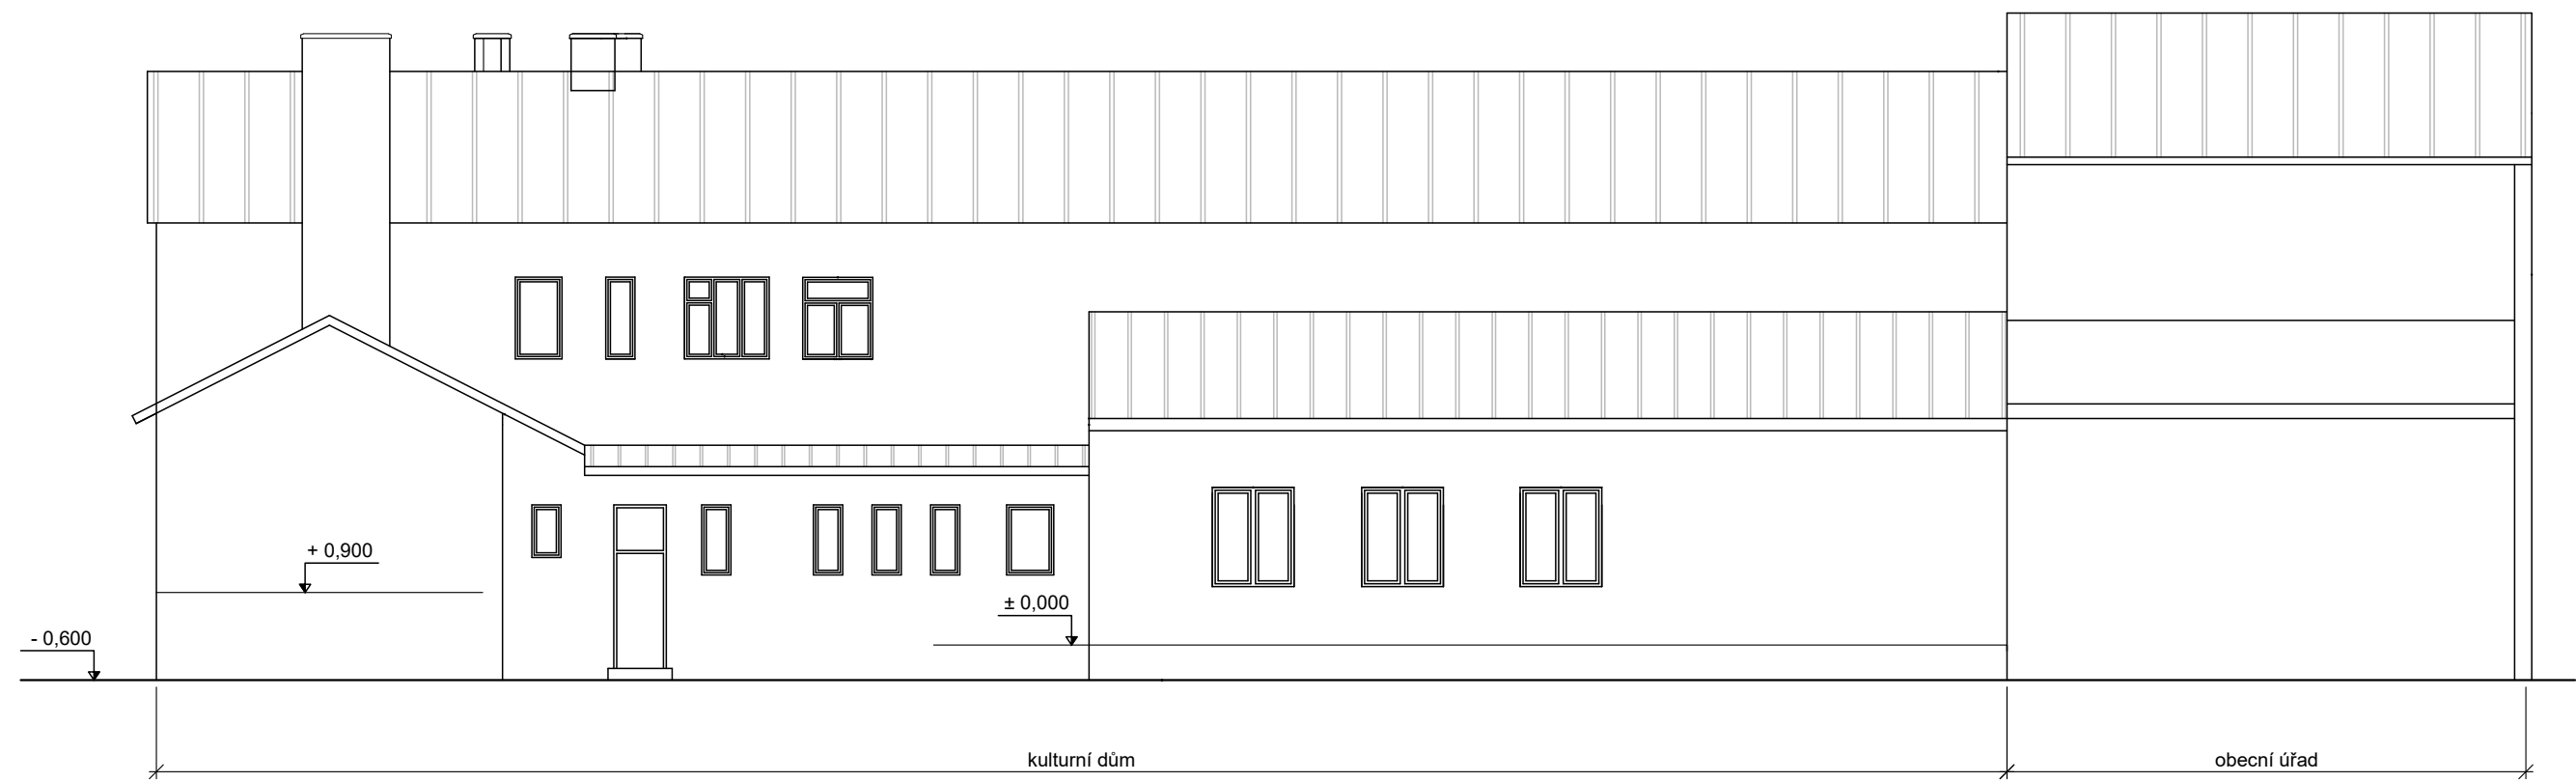 + 0,900
± 0,000
- 0,600
kulturní dům
obecní úřad